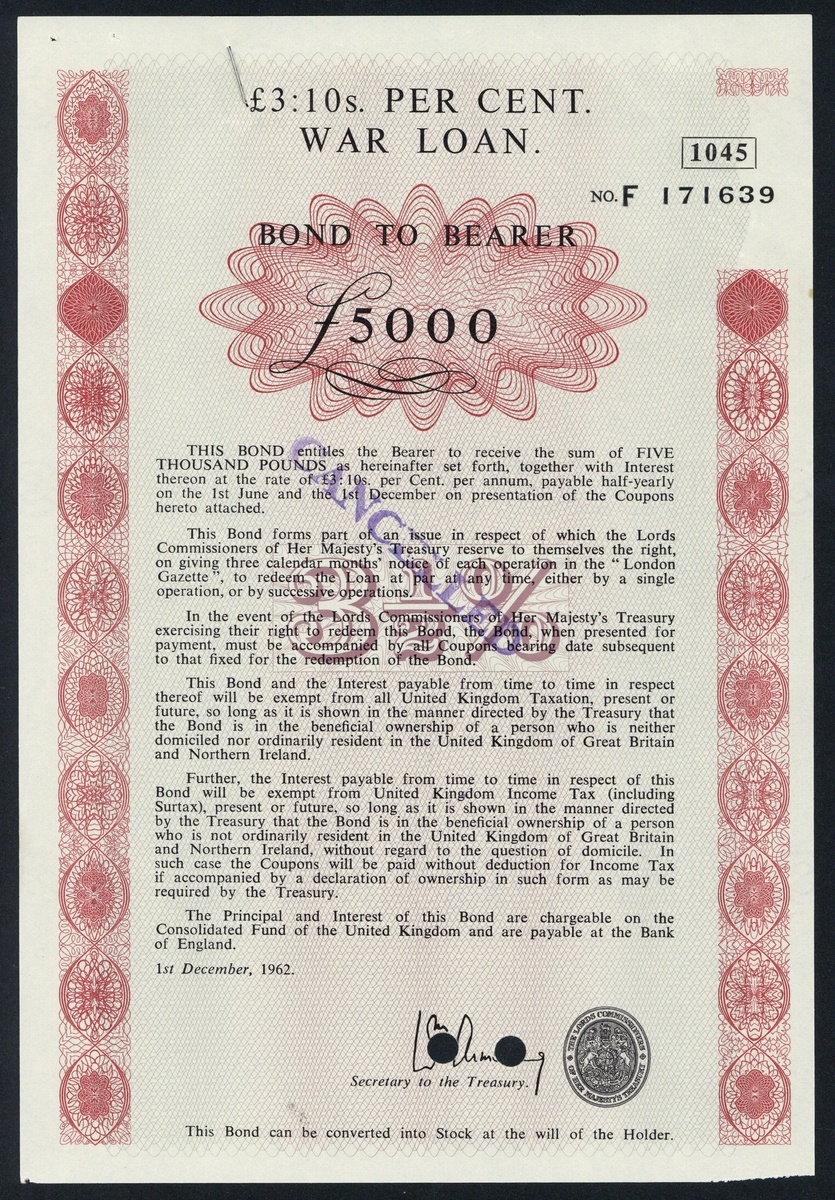 £3:10s. PER CENT.
WAR LOAN.
1045
NO. F 171639
BOND TO BEARER
£5000
THIS BOND entitles the Bearer to receive the sum of FIVE
THOUSAND POUNDS as hereinafter set forth, together with Interest
thereon at the rate of £3:10s. per Cent. per annum, payable half-yearly
on the 1st June and the 1st December on presentation of the Coupons
hereto attached.
This Bond forms part of an issue in respect of which the Lords
Commissioners of Her Majesty's Treasury reserve to themselves the right,
on giving three calendar months' notice of each operation in the "London
Gazette", to redeem the Loan at par at any time, either by a single
operation, or by successive operations.
In the event of the Lords Commissioners of Her Majesty's Treasury
exercising their right to redeem this Bond, the Bond, when presented for
payment, must be accompanied by all Coupons bearing date subsequent
to that fixed for the redemption of the Bond.
This Bond and the Interest payable from time to time in respect
thereof will be exempt from all United Kingdom Taxation, present or
future, so long as it is shown in the manner directed by the Treasury that
the Bond is in the beneficial ownership of a person who is neither
domiciled nor ordinarily resident in the United Kingdom of Great Britain
and Northern Ireland.
Further, the Interest payable from time to time in respect of this
Bond will be exempt from United Kingdom Income Tax (including
Surtax), present or future, so long as it is shown in the manner directed
by the Treasury that the Bond is in the beneficial ownership of a person
who is not ordinarily resident in the United Kingdom of Great Britain
and Northern Ireland, without regard to the question of domicile. In
such case the Coupons will be paid without deduction for Income Tax
if accompanied by a declaration of ownership in such form as may be
required by the Treasury.
The Principal and Interest of this Bond are chargeable on the
Consolidated Fund of the United Kingdom and are payable at the Bank
of England.
CANCELLED
3½%
1st December, 1962.
Secretary to the Treasury.
THE LORDS COMMISSIONERS
OF HER MAJESTY'S TREASURY
This Bond can be converted into Stock at the will of the Holder.